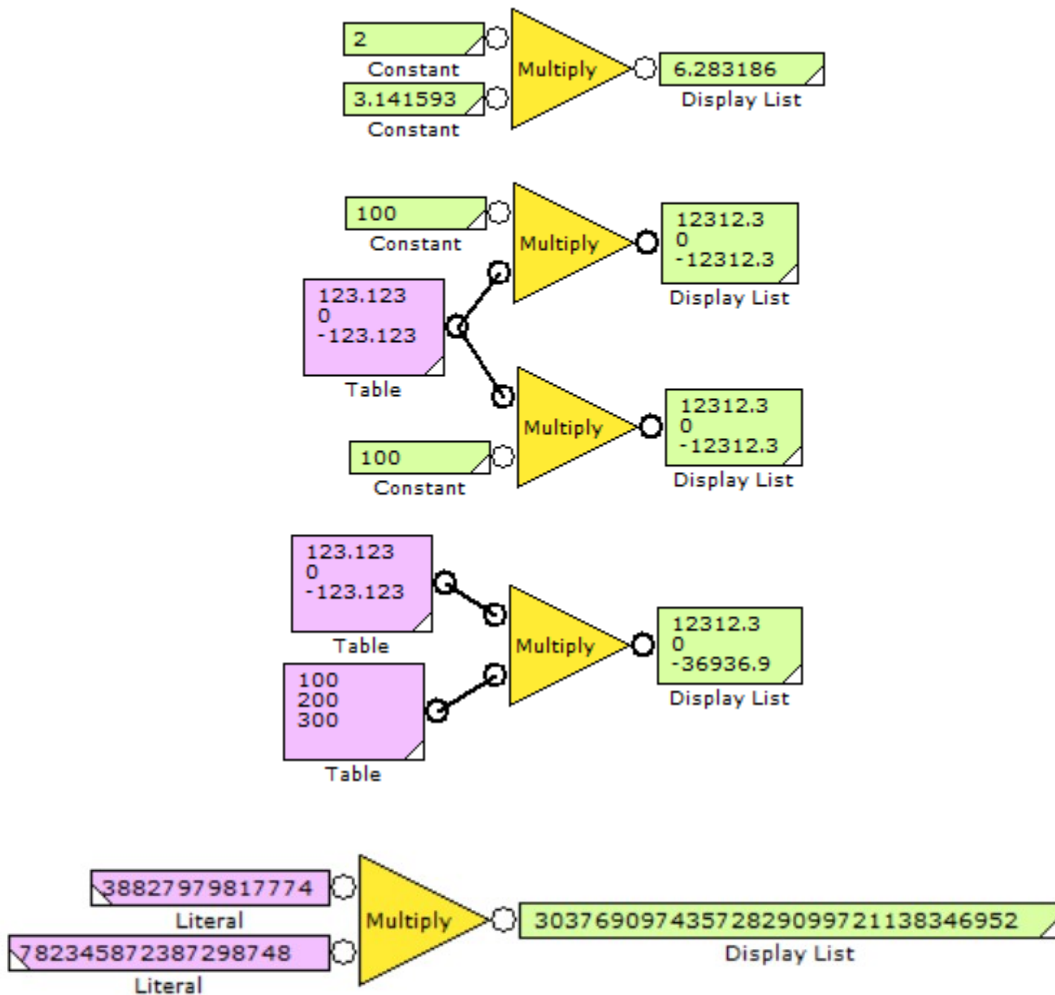 2
Constant
3.141593
Constant
Multiply
6.283186
Display List
100
Constant
123.123
0
-123.123
Table
Multiply
12312.3
0
-12312.3
Display List
100
Constant
Multiply
12312.3
0
-12312.3
Display List
123.123
0
-123.123
Table
100
200
300
Table
Multiply
12312.3
0
-36936.9
Display List
38827979817774
Literal
782345872387298748
Literal
Multiply
30376909743572829099721138346952
Display List